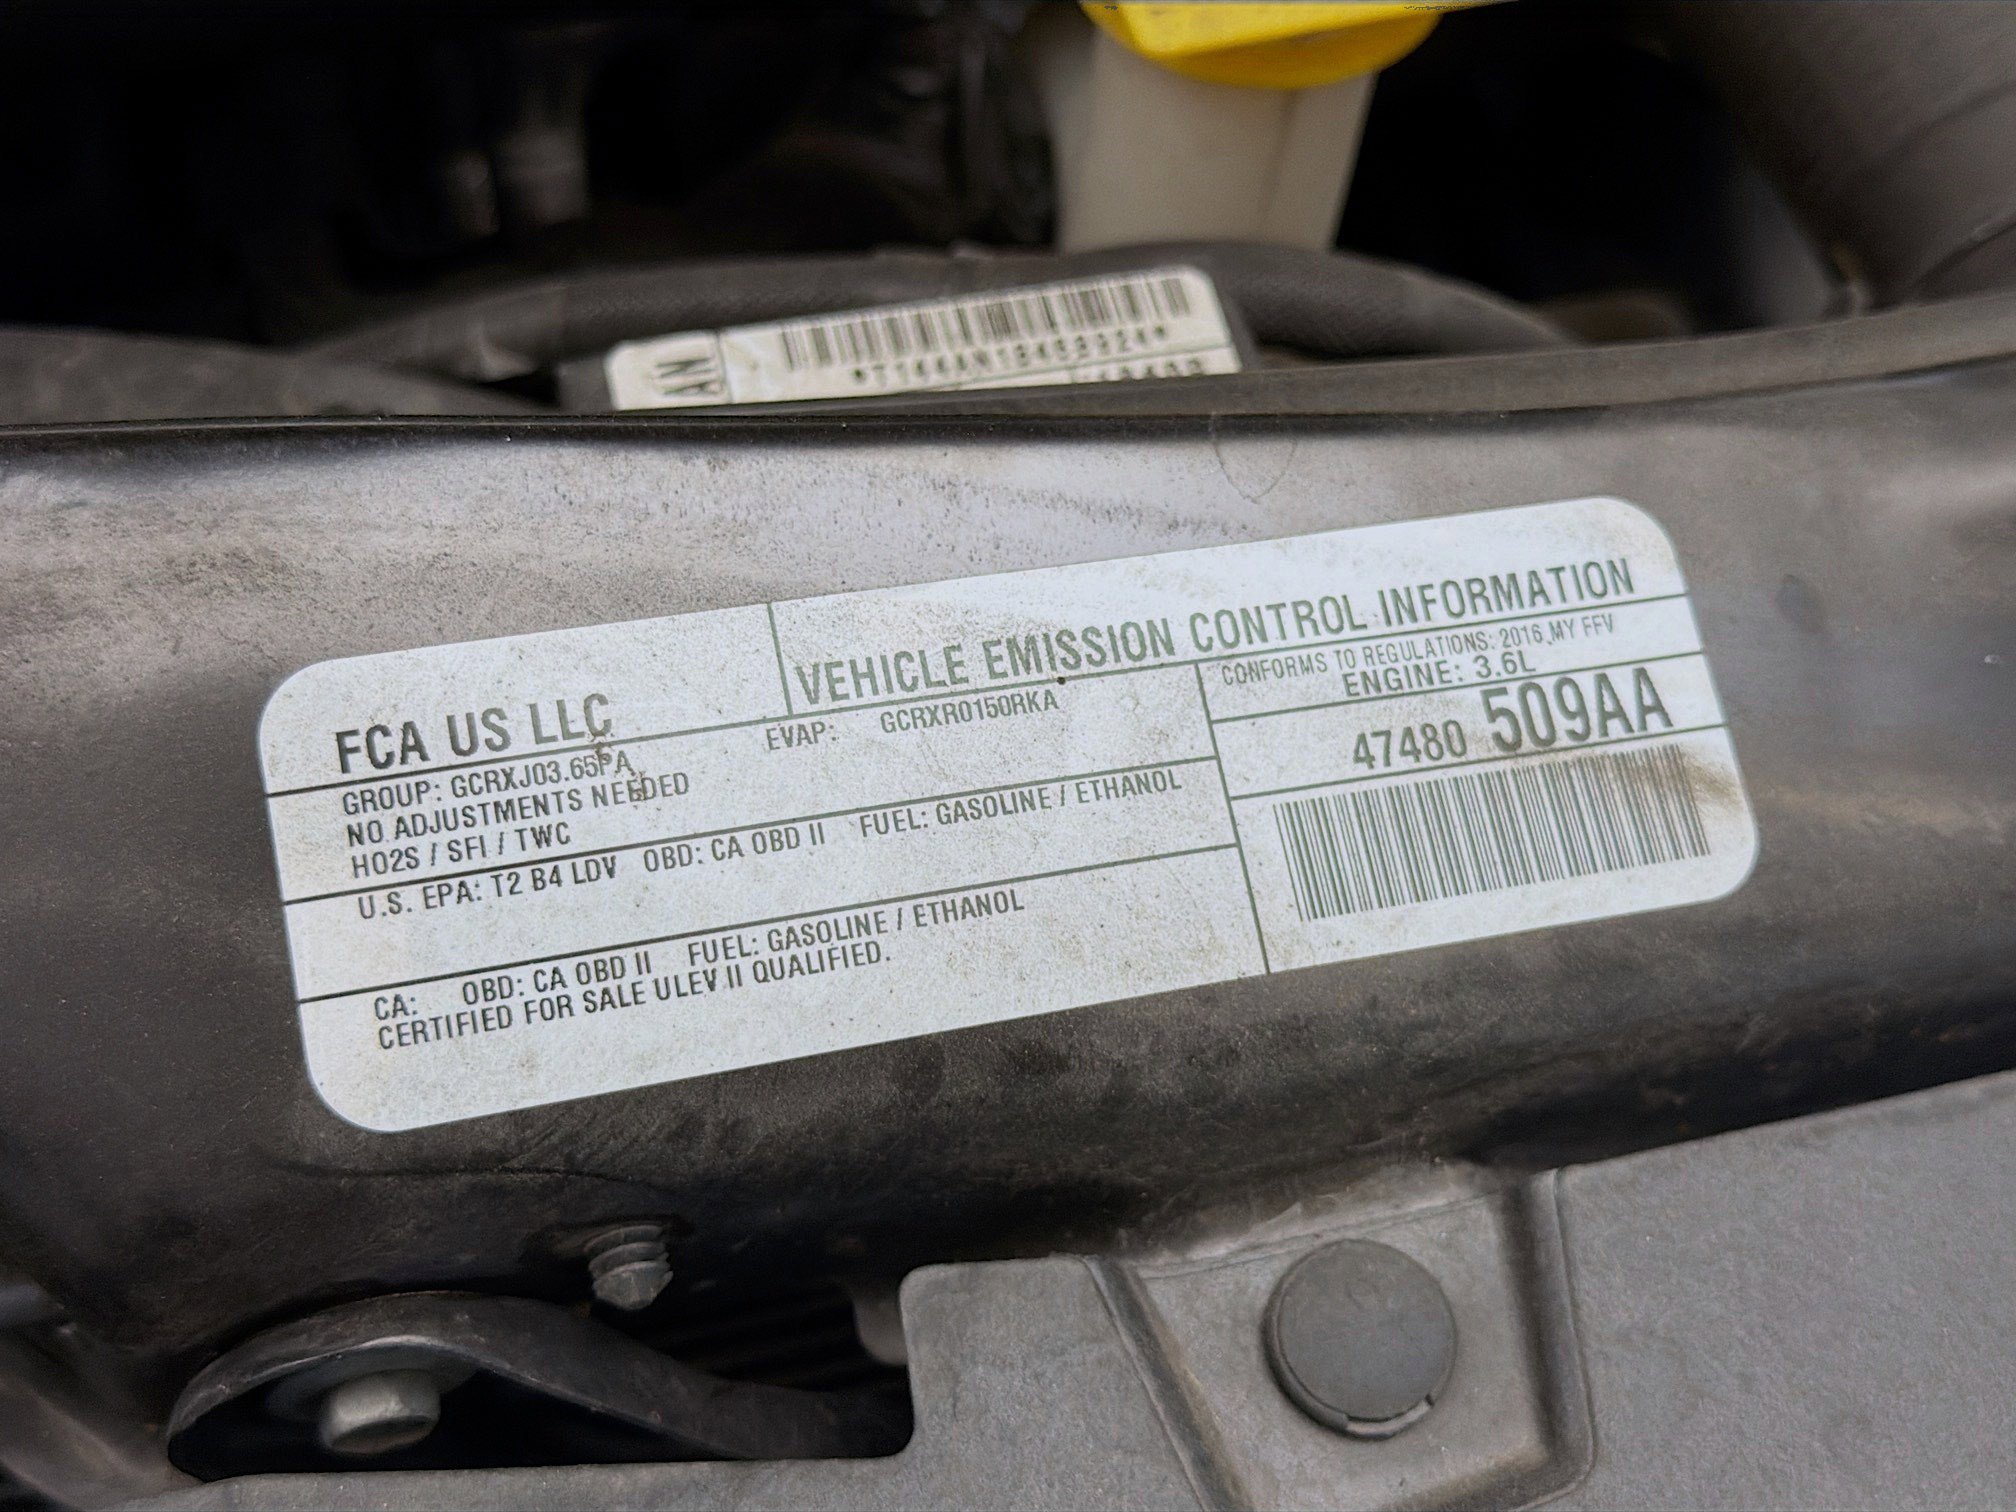 AN
FCA US LLC
VEHICLE EMISSION CONTROL INFORMATION
GROUP: GCRXJ03.65PA
EVAP: GCRXR0150RKA
NO ADJUSTMENTS NEEDED
HO2S / SFI / TWC
CONFORMS TO REGULATIONS: 2016 MY FFV
ENGINE: 3.6L
47480 509AA
U.S. EPA: T2 B4 LDV OBD: CA OBD II FUEL: GASOLINE / ETHANOL
CA: OBD: CA OBD II FUEL: GASOLINE / ETHANOL
CERTIFIED FOR SALE ULEV II QUALIFIED.